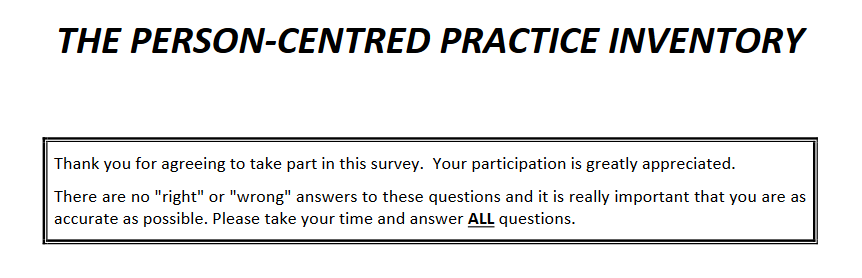 THE PERSON-CENTRED PRACTICE INVENTORY
Thank you for agreeing to take part in this survey.  Your participation is greatly appreciated.
There are no "right" or "wrong" answers to these questions and it is really important that you are as
accurate as possible. Please take your time and answer ALL questions.